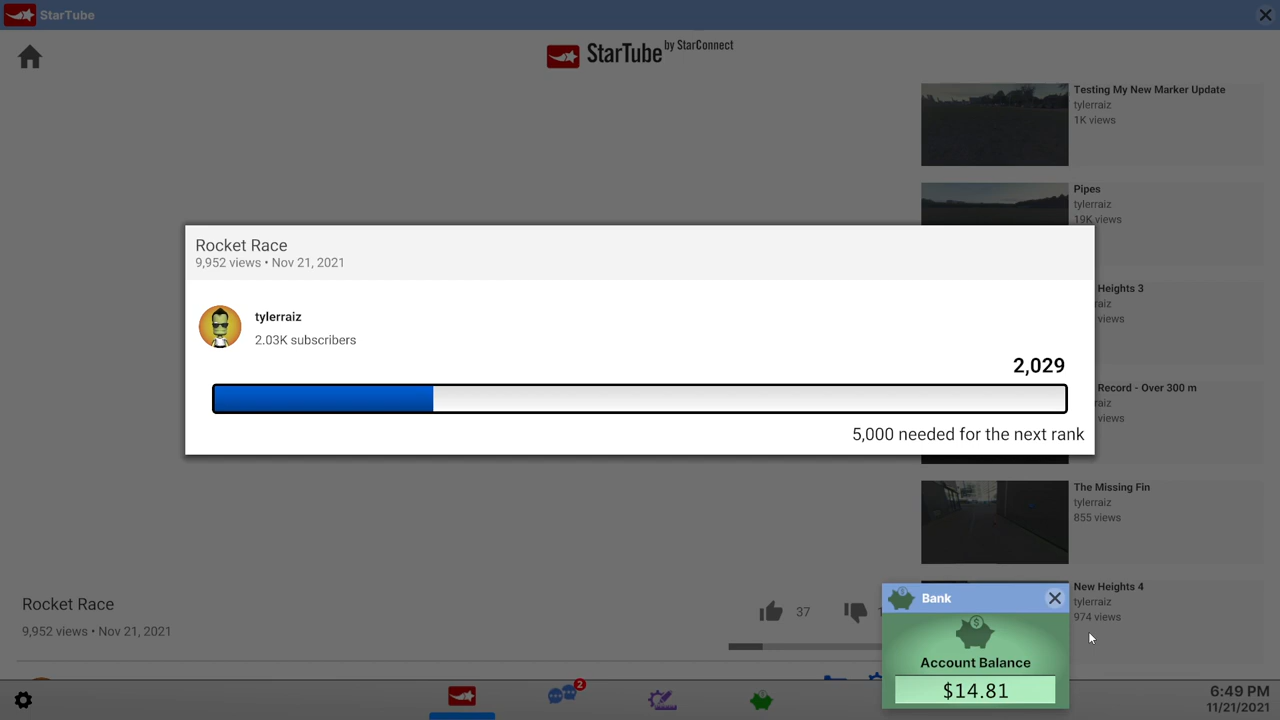 StarTube
StarTube by StarConnect
Testing My New Marker Update
tylerraiz
1K views
Pipes
tylerraiz
19K views
Heights 3
raiz
views
Record - Over 300 m
raiz
views
The Missing Fin
tylerraiz
855 views
New Heights 4
tylerraiz
974 views
Rocket Race
9,952 views • Nov 21, 2021
tylerraiz
2.03K subscribers
2,029
5,000 needed for the next rank
Rocket Race
9,952 views • Nov 21, 2021
37
Bank
Account Balance
$14.81
2
6:49 PM
11/21/2021